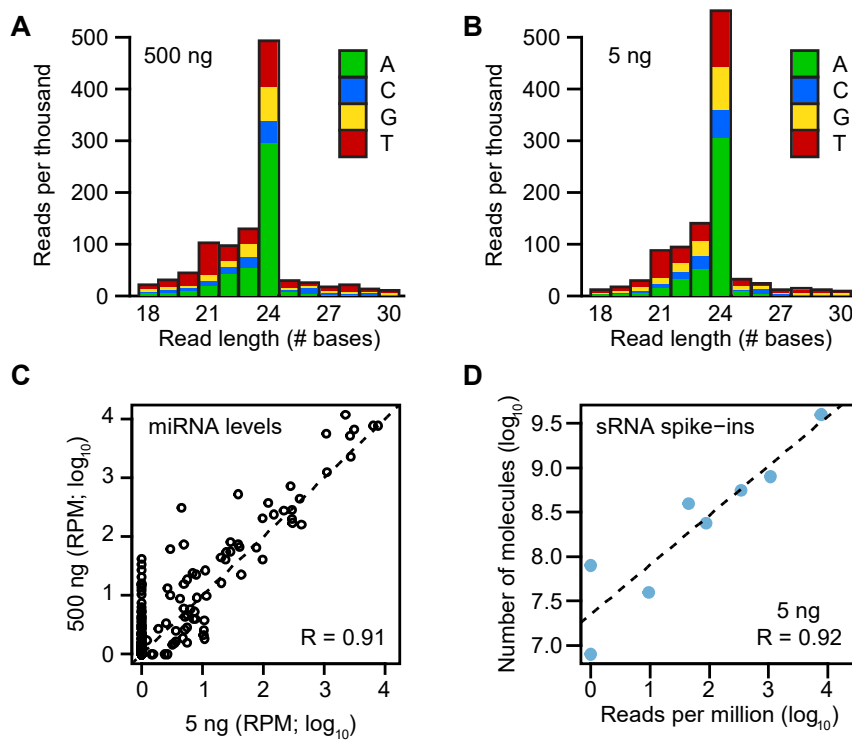 A
500 ng
Reads per thousand
500
400
300
200
100
0
A
C
G
T
18
21
24
27
30
Read length (# bases)
B
5 ng
Reads per thousand
500
400
300
200
100
0
A
C
G
T
18
21
24
27
30
Read length (# bases)
C
miRNA levels
500 ng (RPM; log10)
4
3
2
1
0
R = 0.91
0
1
2
3
4
5 ng (RPM; log10)
D
sRNA spike−ins
Number of molecules (log10)
9.5
9.0
8.5
8.0
7.5
7.0
5 ng
R = 0.92
0
1
2
3
4
Reads per million (log10)